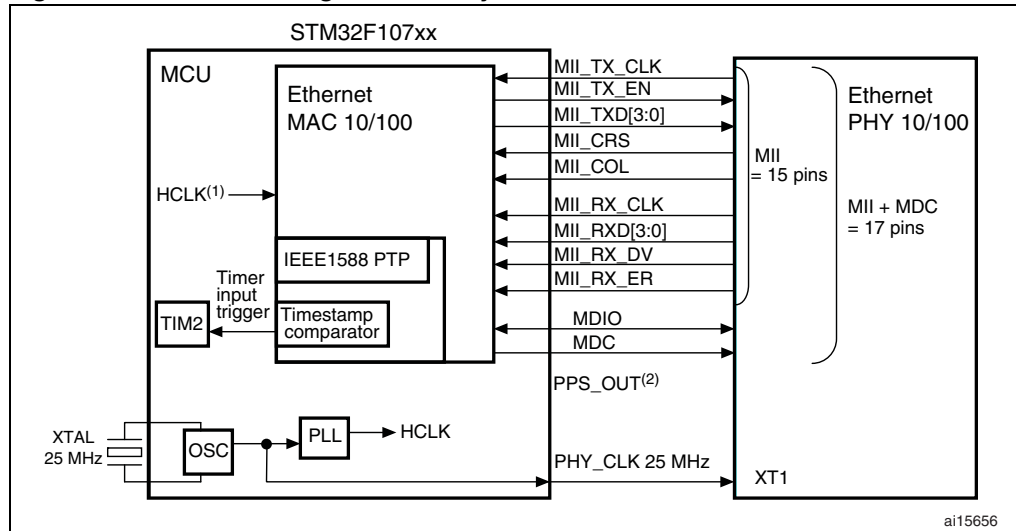 STM32F107xx
MCU
Ethernet
MAC 10/100
HCLK(1)
IEEE1588 PTP
Timer
input
trigger
Timestamp
comparator
TIM2
XTAL
25 MHz
OSC
PLL
HCLK
MII_TX_CLK
MII_TX_EN
MII_TXD[3:0]
MII_CRS
MII_COL
MII_RX_CLK
MII_RXD[3:0]
MII_RX_DV
MII_RX_ER
MDIO
MDC
PPS_OUT(2)
PHY_CLK 25 MHz
MII
= 15 pins
Ethernet
PHY 10/100
MII + MDC
= 17 pins
XT1
ai15656